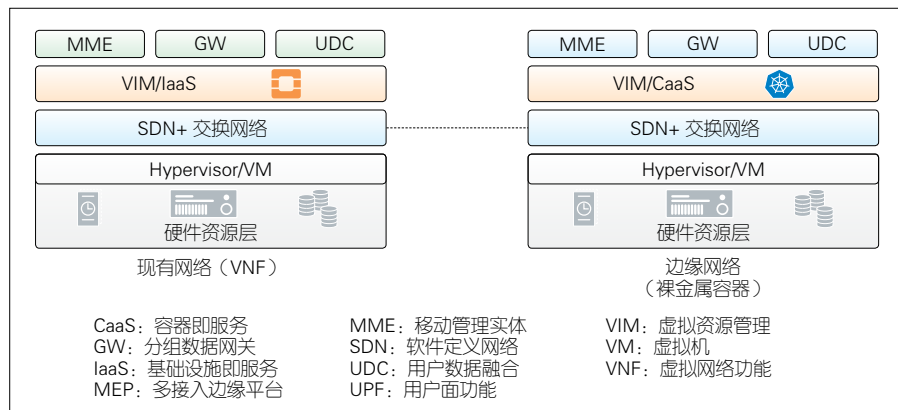 MME GW UDC
VIM/IaaS
SDN+ 交换网络
Hypervisor/VM
硬件资源层
现有网络（VNF）
MME GW UDC
VIM/CaaS
SDN+ 交换网络
Hypervisor/VM
硬件资源层
边缘网络
（裸金属容器）
CaaS：容器即服务
GW：分组数据网关
IaaS：基础设施即服务
MEP：多接入边缘平台
MME：移动管理实体
SDN：软件定义网络
UDC：用户数据融合
UPF：用户面功能
VIM：虚拟资源管理
VM：虚拟机
VNF：虚拟网络功能